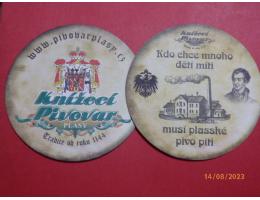 www.pivovarplasy.cz
Knížecí
Pivovar
PLASY
Tradice od roku 1144
Knížecí
Pivovar
Kdo chce mnoho
dětí míti
musí plasské
pivo píti
14/08/2023